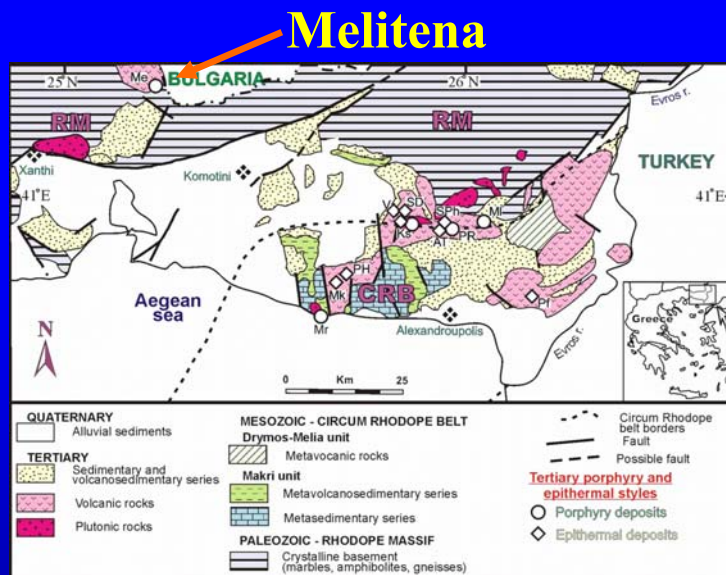 Melitena
25 N
26 N
Me
BULGARIA
RM
RM
Evros r.
TURKEY
Xanthi
Komotini
41°E
41°E
V
SD
SPh
Ml
Ks
AT
PR
PH
Mk
CRB
Pf
Aegean
sea
Mr
Alexandroupolis
Evros r.
Greece
N
0 Km 25
QUATERNARY
Alluvial sediments
TERTIARY
Sedimentary and
volcanosedimentary series
Volcanic rocks
Plutonic rocks
MESOZOIC - CIRCUM RHODOPE BELT
Drymos-Melia unit
Metavocanic rocks
Makri unit
Metavolcanosedimentary series
Metasedimentary series
PALEOZOIC - RHODOPE MASSIF
Crystalline basement
(marbles, amphibolites, gneisses)
Circum Rhodope
belt borders
Fault
Possible fault
Tertiary porphyry and
epithermal styles
Porphyry deposits
Epithermal deposits